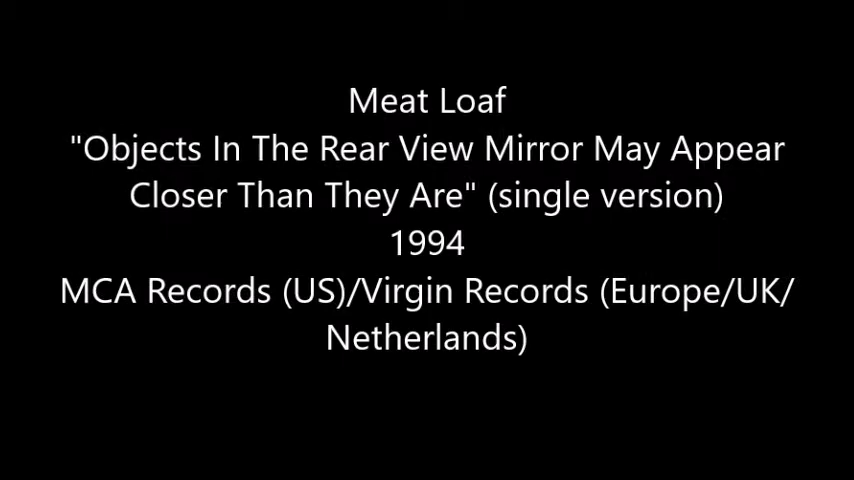 Meat Loaf
"Objects In The Rear View Mirror May Appear
Closer Than They Are" (single version)
1994
MCA Records (US)/Virgin Records (Europe/UK/
Netherlands)